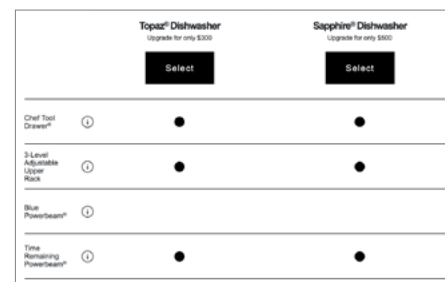 Topaz® Dishwasher
Sapphire® Dishwasher
Upgrade for only $300
Upgrade for only $500
Select
Select
Chef Tool
Drawer®
3-Level
Adjustable
Upper
Rack
Blue
Powerbeam®
Time
Remaining
Powerbeam®